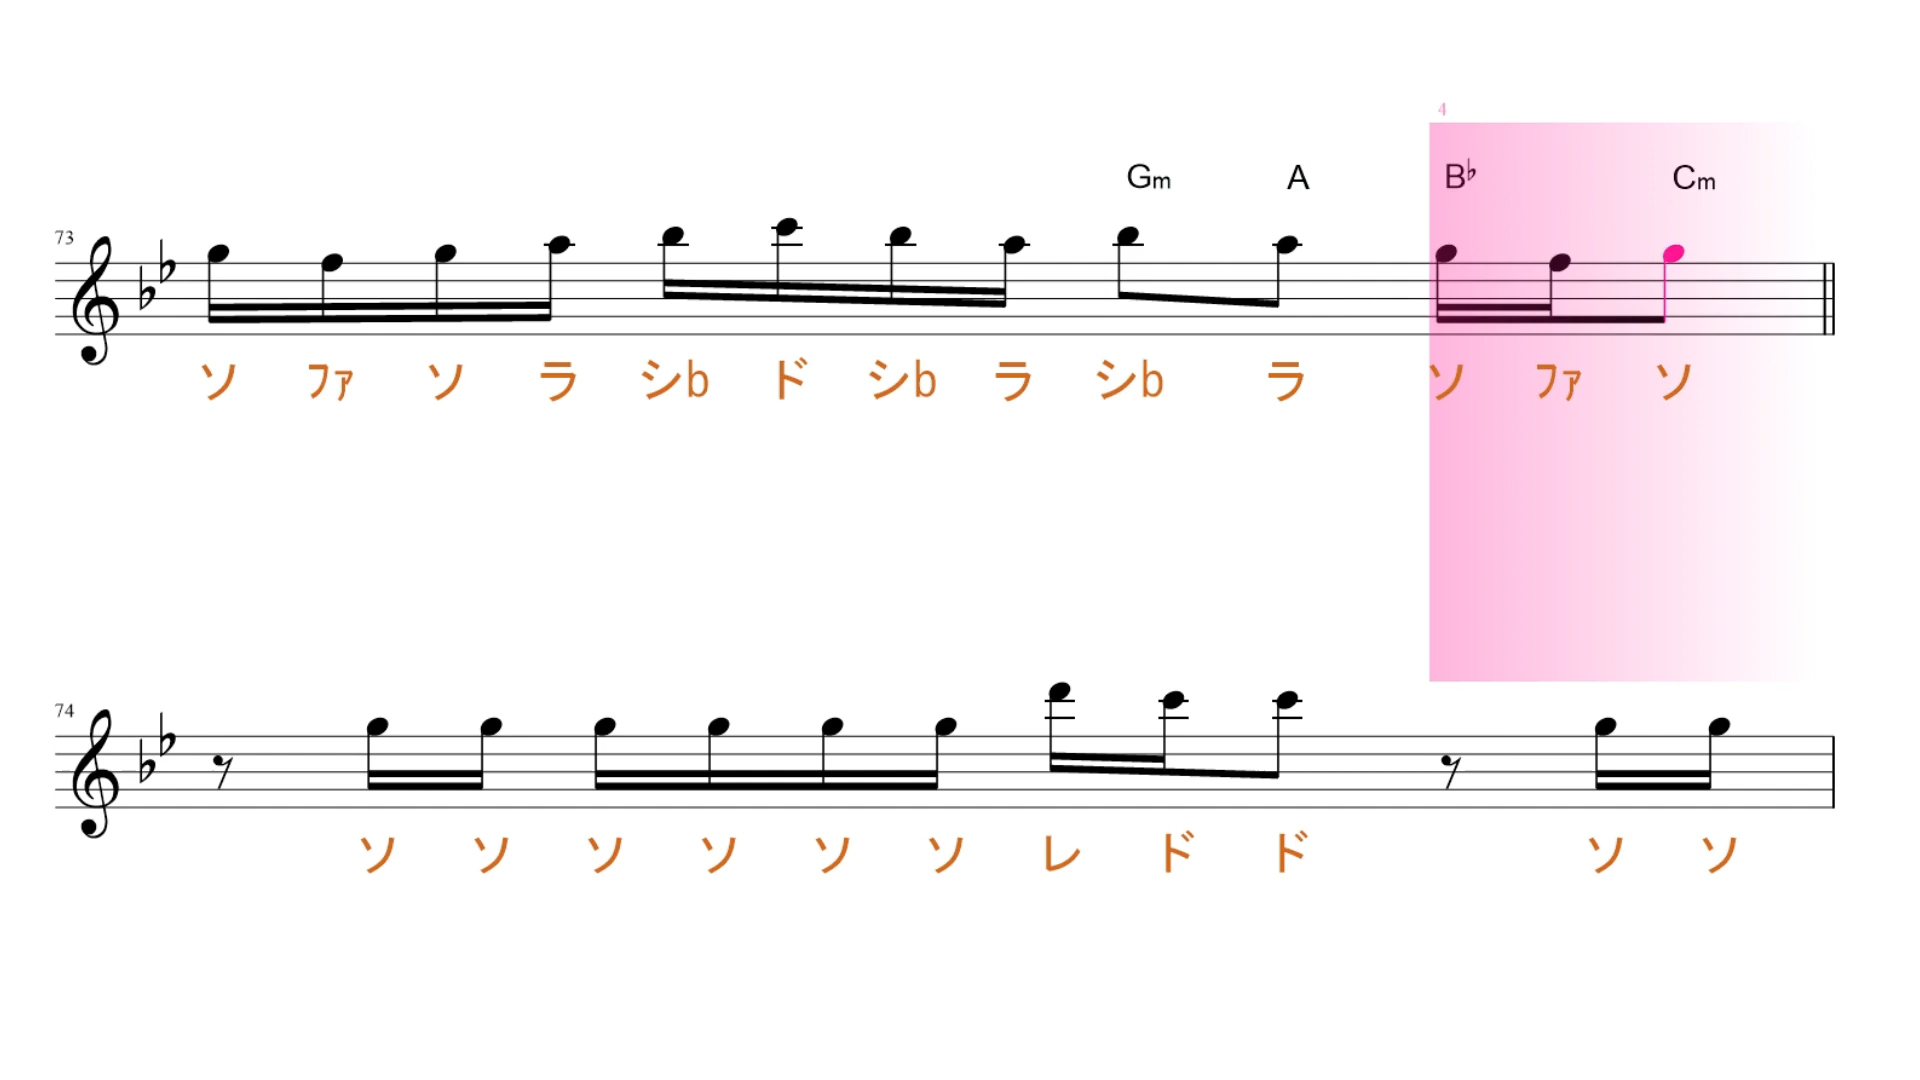 4
Gm A B♭ Cm
73
ソ ファ ソ ラ シb ド シb ラ シb ラ ソ ファ ソ
74
ソ ソ ソ ソ ソ ソ レ ド ド ソ ソ